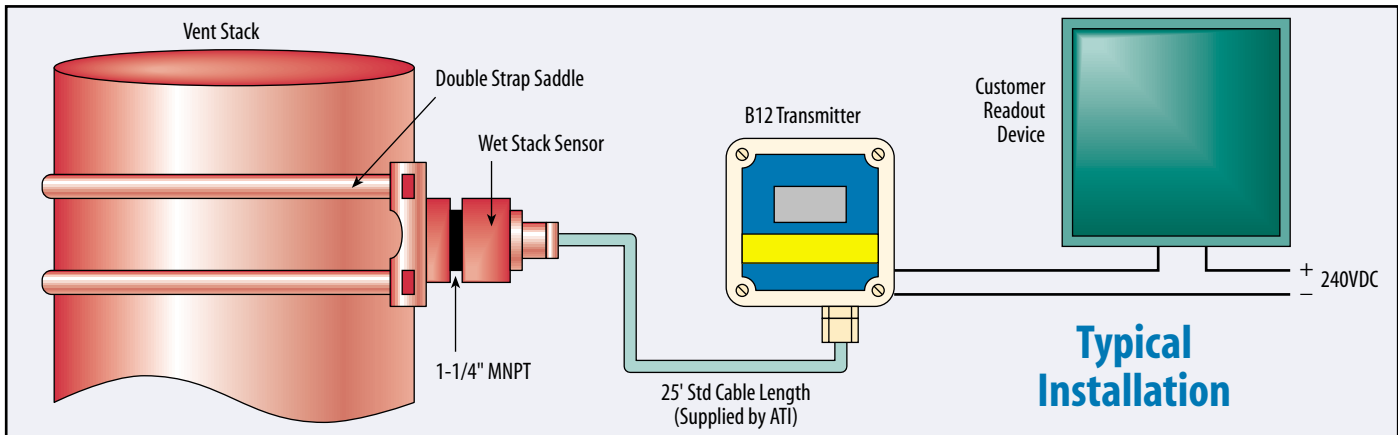 Vent Stack
Double Strap Saddle
Wet Stack Sensor
1-1/4" MNPT
25' Std Cable Length
(Supplied by ATI)
B12 Transmitter
Customer
Readout
Device
+
240VDC
–
Typical
Installation